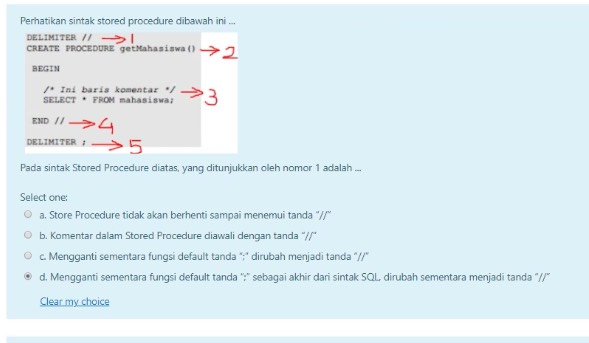 Perhatikan sintak stored procedure dibawah ini ...
DELIMITER // 1
CREATE PROCEDURE getMahasiswa() 2
BEGIN
/* Ini baris komentar */ 3
SELECT * FROM mahasiswa;
END // 4
DELIMITER ; 5
Pada sintak Stored Procedure diatas, yang ditunjukkan oleh nomor 1 adalah ...
Select one:
a. Store Procedure tidak akan berhenti sampai menemui tanda "//"
b. Komentar dalam Stored Procedure diawali dengan tanda "//"
c. Mengganti sementara fungsi default tanda ";" dirubah menjadi tanda "//"
d. Mengganti sementara fungsi default tanda ";" sebagai akhir dari sintak SQL dirubah sementara menjadi tanda "//"
Clear my choice